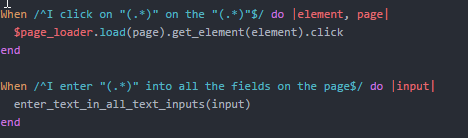 When /^I click on "(.*)" on the "(.*)"$/ do |element, page|
  $page_loader.load(page).get_element(element).click
end
When /^I enter "(.*)" into all the fields on the page$/ do |input|
  enter_text_in_all_text_inputs(input)
end